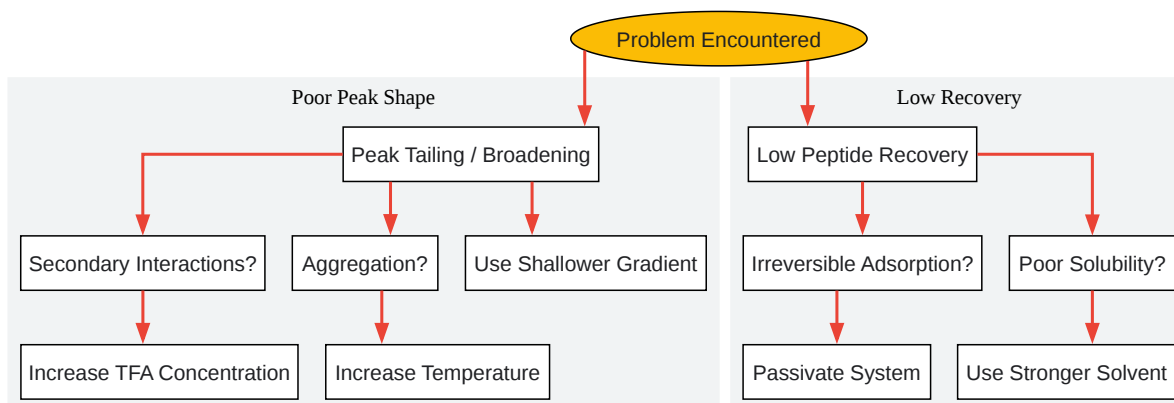 Problem Encountered
Poor Peak Shape
Low Recovery
Peak Tailing / Broadening
Low Peptide Recovery
Secondary Interactions?
Aggregation?
Use Shallower Gradient
Irreversible Adsorption?
Poor Solubility?
Increase TFA Concentration
Increase Temperature
Passivate System
Use Stronger Solvent